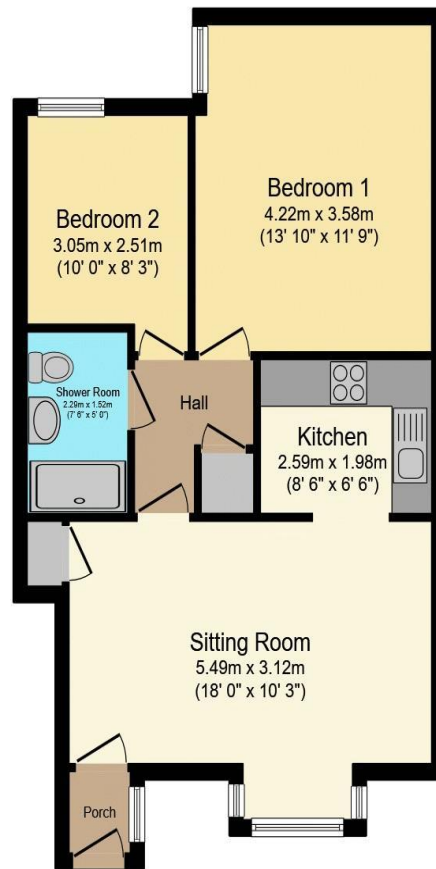 Bedroom 1
4.22m x 3.58m
(13' 10" x 11' 9")
Bedroom 2
3.05m x 2.51m
(10' 0" x 8' 3")
Shower Room
2.29m x 1.52m
(7' 6" x 5' 0")
Hall
Kitchen
2.59m x 1.98m
(8' 6" x 6' 6")
Sitting Room
5.49m x 3.12m
(18' 0" x 10' 3")
Porch